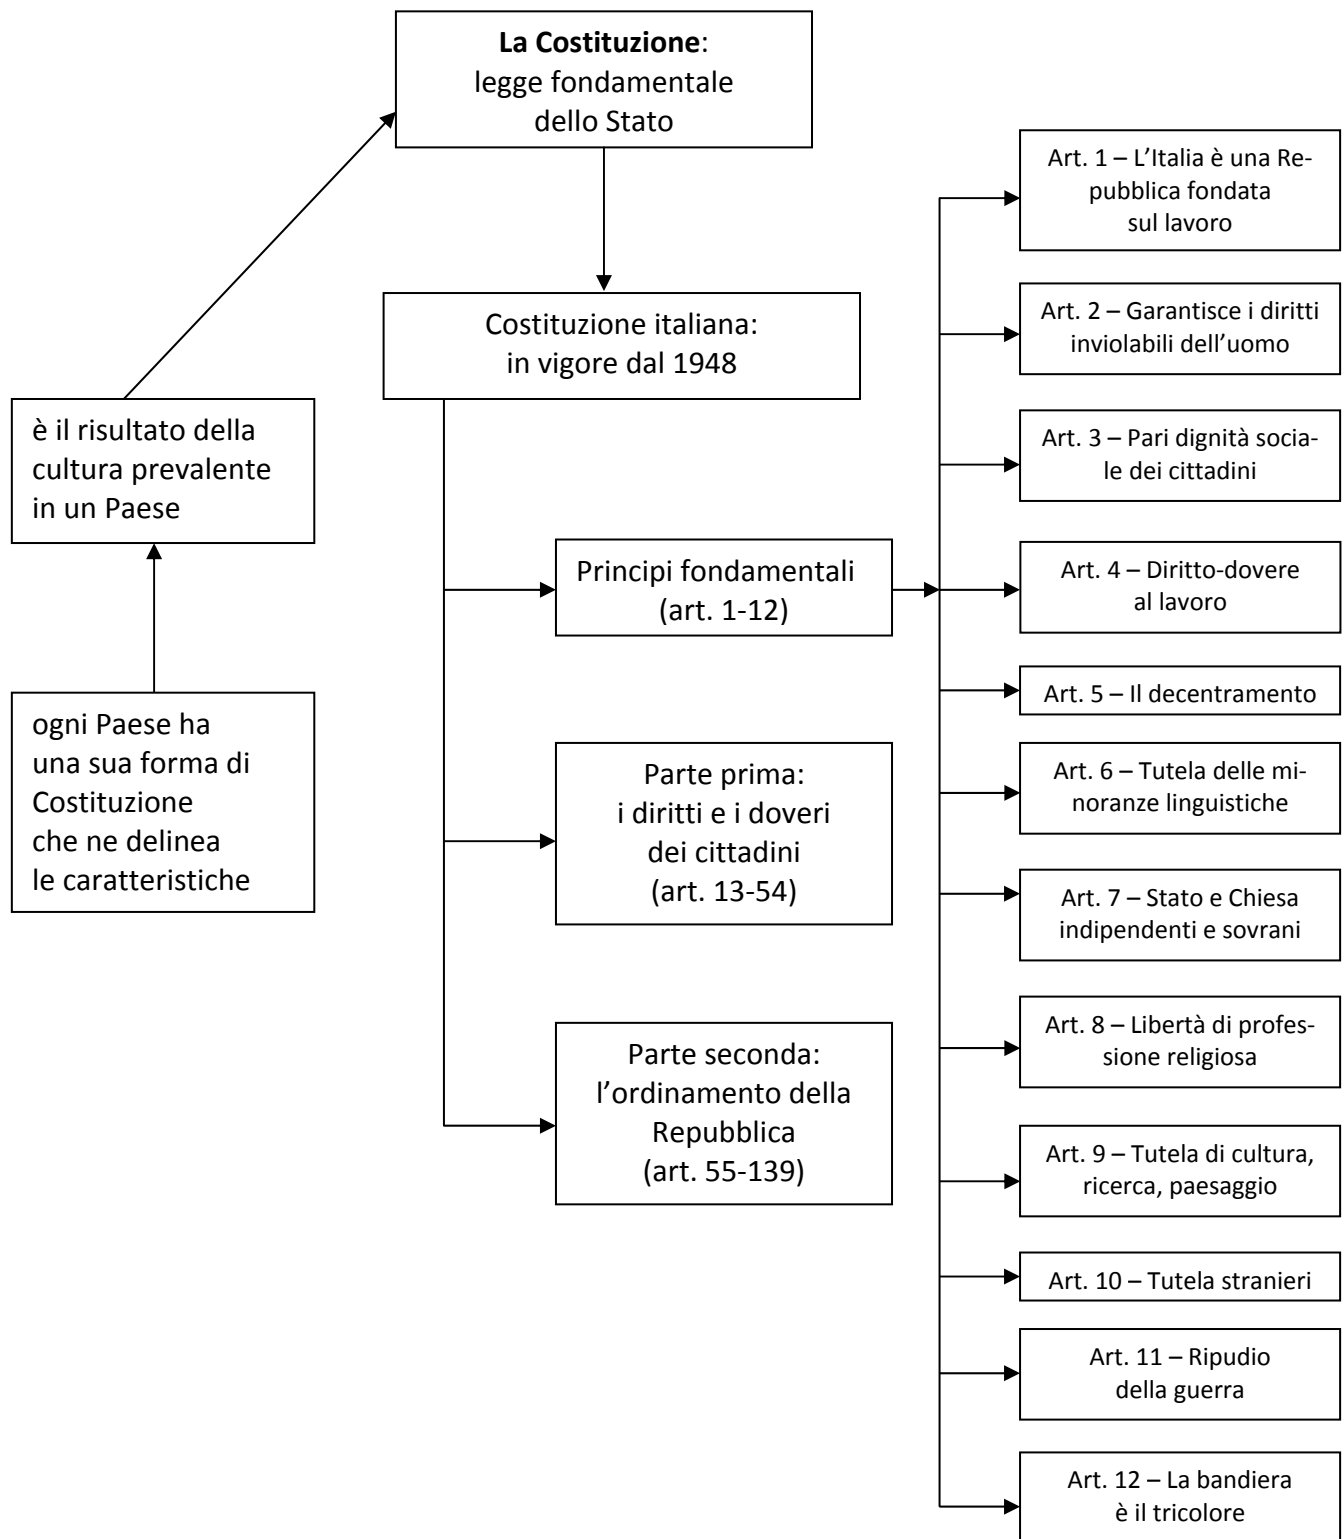 La Costituzione:
legge fondamentale
dello Stato
Costituzione italiana:
in vigore dal 1948
è il risultato della
cultura prevalente
in un Paese
ogni Paese ha
una sua forma di
Costituzione
che ne delinea
le caratteristiche
Principi fondamentali
(art. 1-12)
Parte prima:
i diritti e i doveri
dei cittadini
(art. 13-54)
Parte seconda:
l’ordinamento della
Repubblica
(art. 55-139)
Art. 1 – L’Italia è una Re-
pubblica fondata
sul lavoro
Art. 2 – Garantisce i diritti
inviolabili dell’uomo
Art. 3 – Pari dignità socia-
le dei cittadini
Art. 4 – Diritto-dovere
al lavoro
Art. 5 – Il decentramento
Art. 6 – Tutela delle mi-
noranze linguistiche
Art. 7 – Stato e Chiesa
indipendenti e sovrani
Art. 8 – Libertà di profes-
sione religiosa
Art. 9 – Tutela di cultura,
ricerca, paesaggio
Art. 10 – Tutela stranieri
Art. 11 – Ripudio
della guerra
Art. 12 – La bandiera
è il tricolore